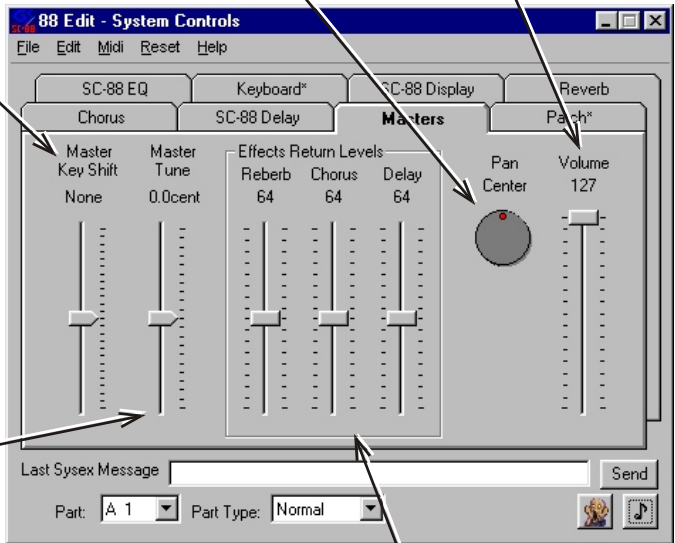 88 Edit - System Controls
File Edit Midi Reset Help
SC-88 EQ Keyboard* SC-88 Display Reverb
Chorus SC-88 Delay Masters Patch*
Master Key Shift
None
Master Tune
0.0cent
Effects Return Levels
Reberb Chorus Delay
64 64 64
Pan
Center
Volume
127
Last Sysex Message Send
Part: A 1 Part Type: Normal